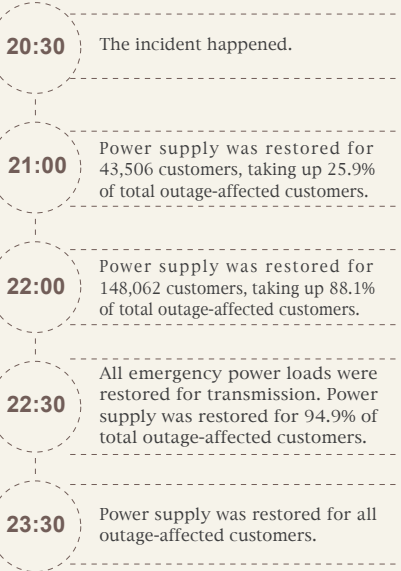 20:30
The incident happened.
21:00
Power supply was restored for
43,506 customers, taking up 25.9%
of total outage-affected customers.
22:00
Power supply was restored for
148,062 customers, taking up 88.1%
of total outage-affected customers.
22:30
All emergency power loads were
restored for transmission. Power
supply was restored for 94.9% of
total outage-affected customers.
23:30
Power supply was restored for all
outage-affected customers.